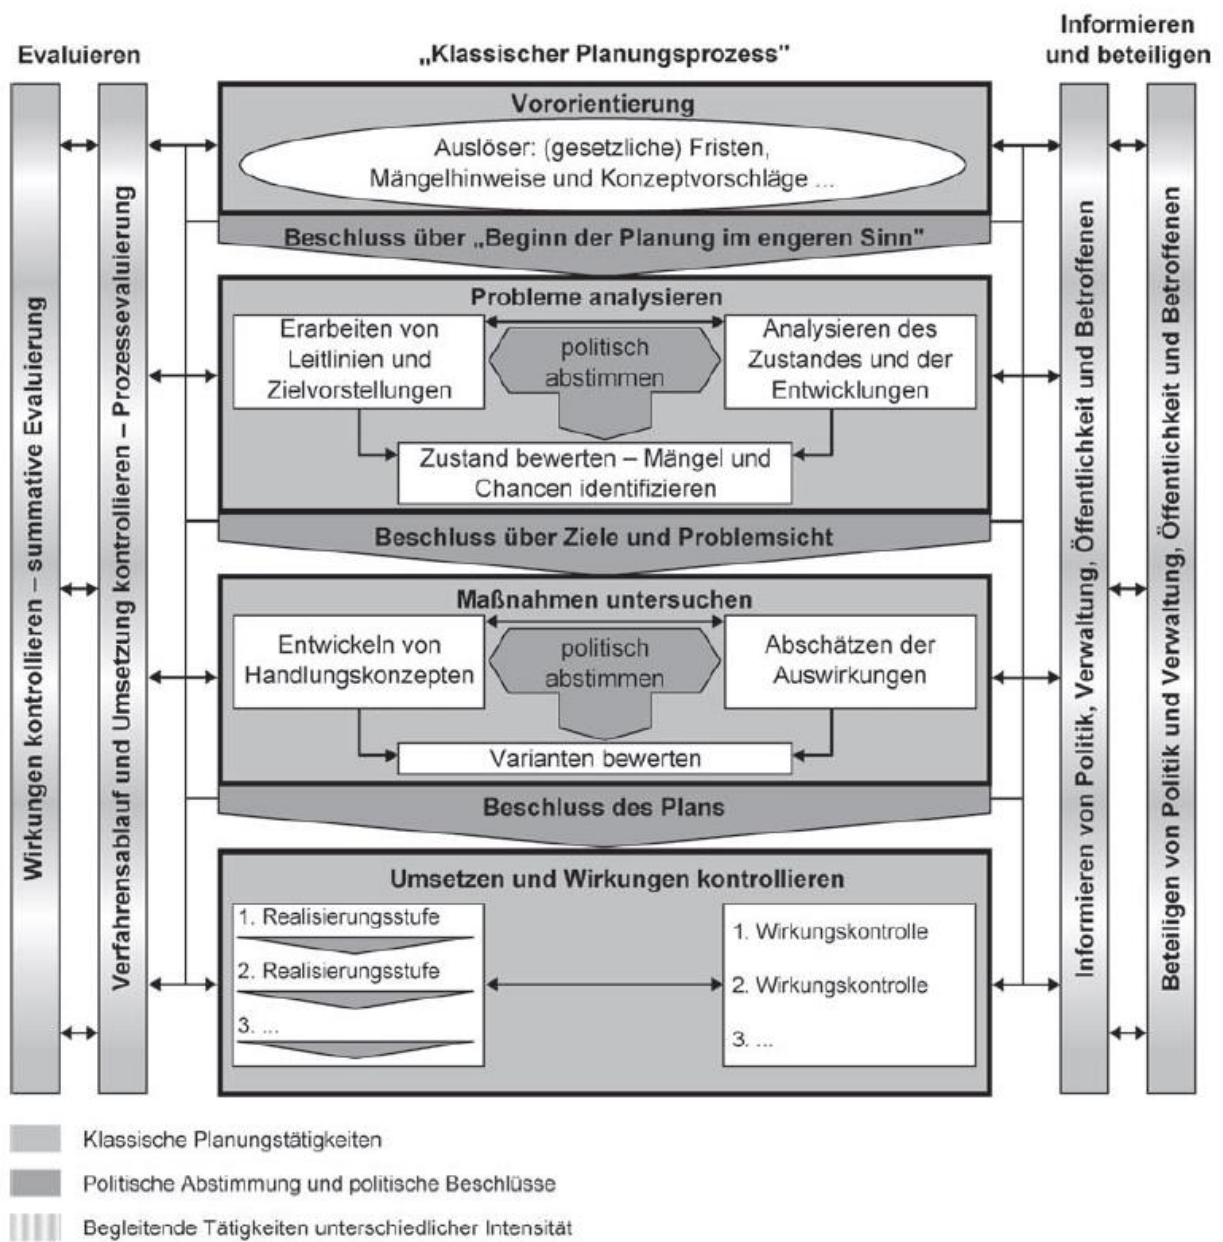 Evaluieren
„Klassischer Planungsprozess"
Informieren
und beteiligen
Wirkungen kontrollieren – summative Evaluierung
Verfahrensablauf und Umsetzung kontrollieren – Prozessevaluierung
Vororientierung
Auslöser: (gesetzliche) Fristen,
Mängelhinweise und Konzeptvorschläge ...
Beschluss über „Beginn der Planung im engeren Sinn"
Probleme analysieren
Erarbeiten von
Leitlinien und
Zielvorstellungen
politisch
abstimmen
Analysieren des
Zustandes und der
Entwicklungen
Zustand bewerten – Mängel und
Chancen identifizieren
Beschluss über Ziele und Problemsicht
Maßnahmen untersuchen
Entwickeln von
Handlungskonzepten
politisch
abstimmen
Abschätzen der
Auswirkungen
Varianten bewerten
Beschluss des Plans
Umsetzen und Wirkungen kontrollieren
1. Realisierungsstufe
2. Realisierungsstufe
3. ...
1. Wirkungskontrolle
2. Wirkungskontrolle
3. ...
Informieren von Politik, Verwaltung, Öffentlichkeit und Betroffenen
Beteiligen von Politik und Verwaltung, Öffentlichkeit und Betroffenen
Klassische Planungstätigkeiten
Politische Abstimmung und politische Beschlüsse
Begleitende Tätigkeiten unterschiedlicher Intensität